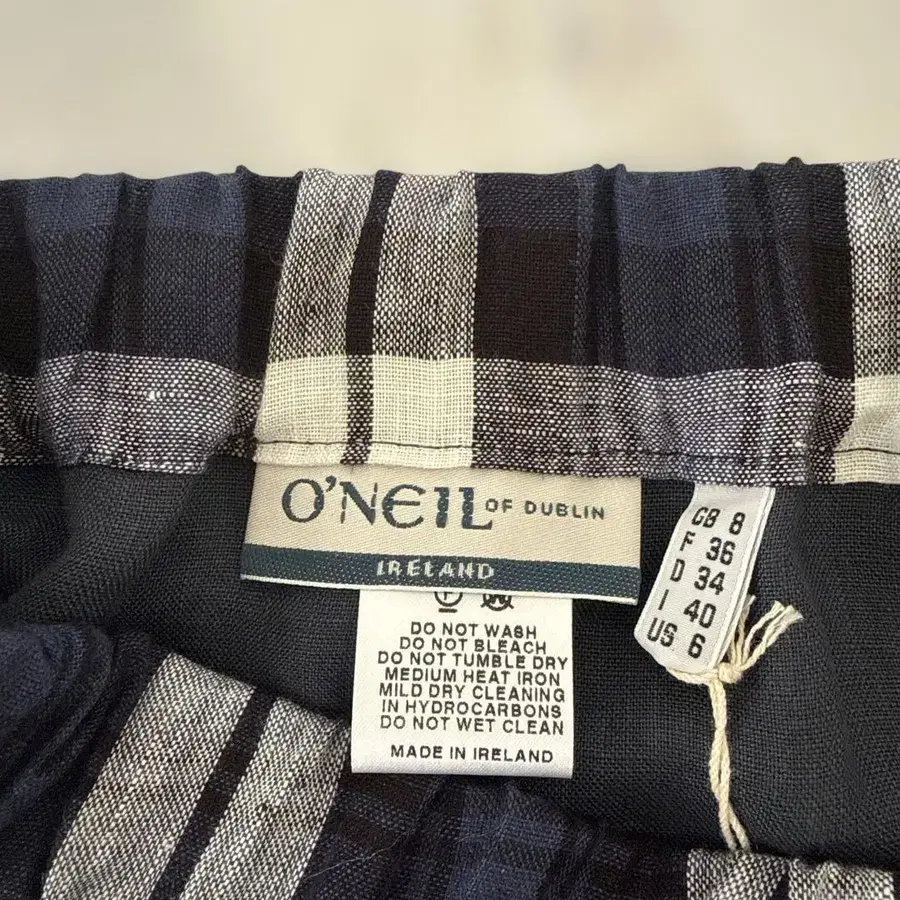 O'NEIL OF DUBLIN
IRELAND
DO NOT WASH
DO NOT BLEACH
DO NOT TUMBLE DRY
MEDIUM HEAT IRON
MILD DRY CLEANING
IN HYDROCARBONS
DO NOT WET CLEAN
MADE IN IRELAND
GB 8
F 36
D 34
I 40
US 6